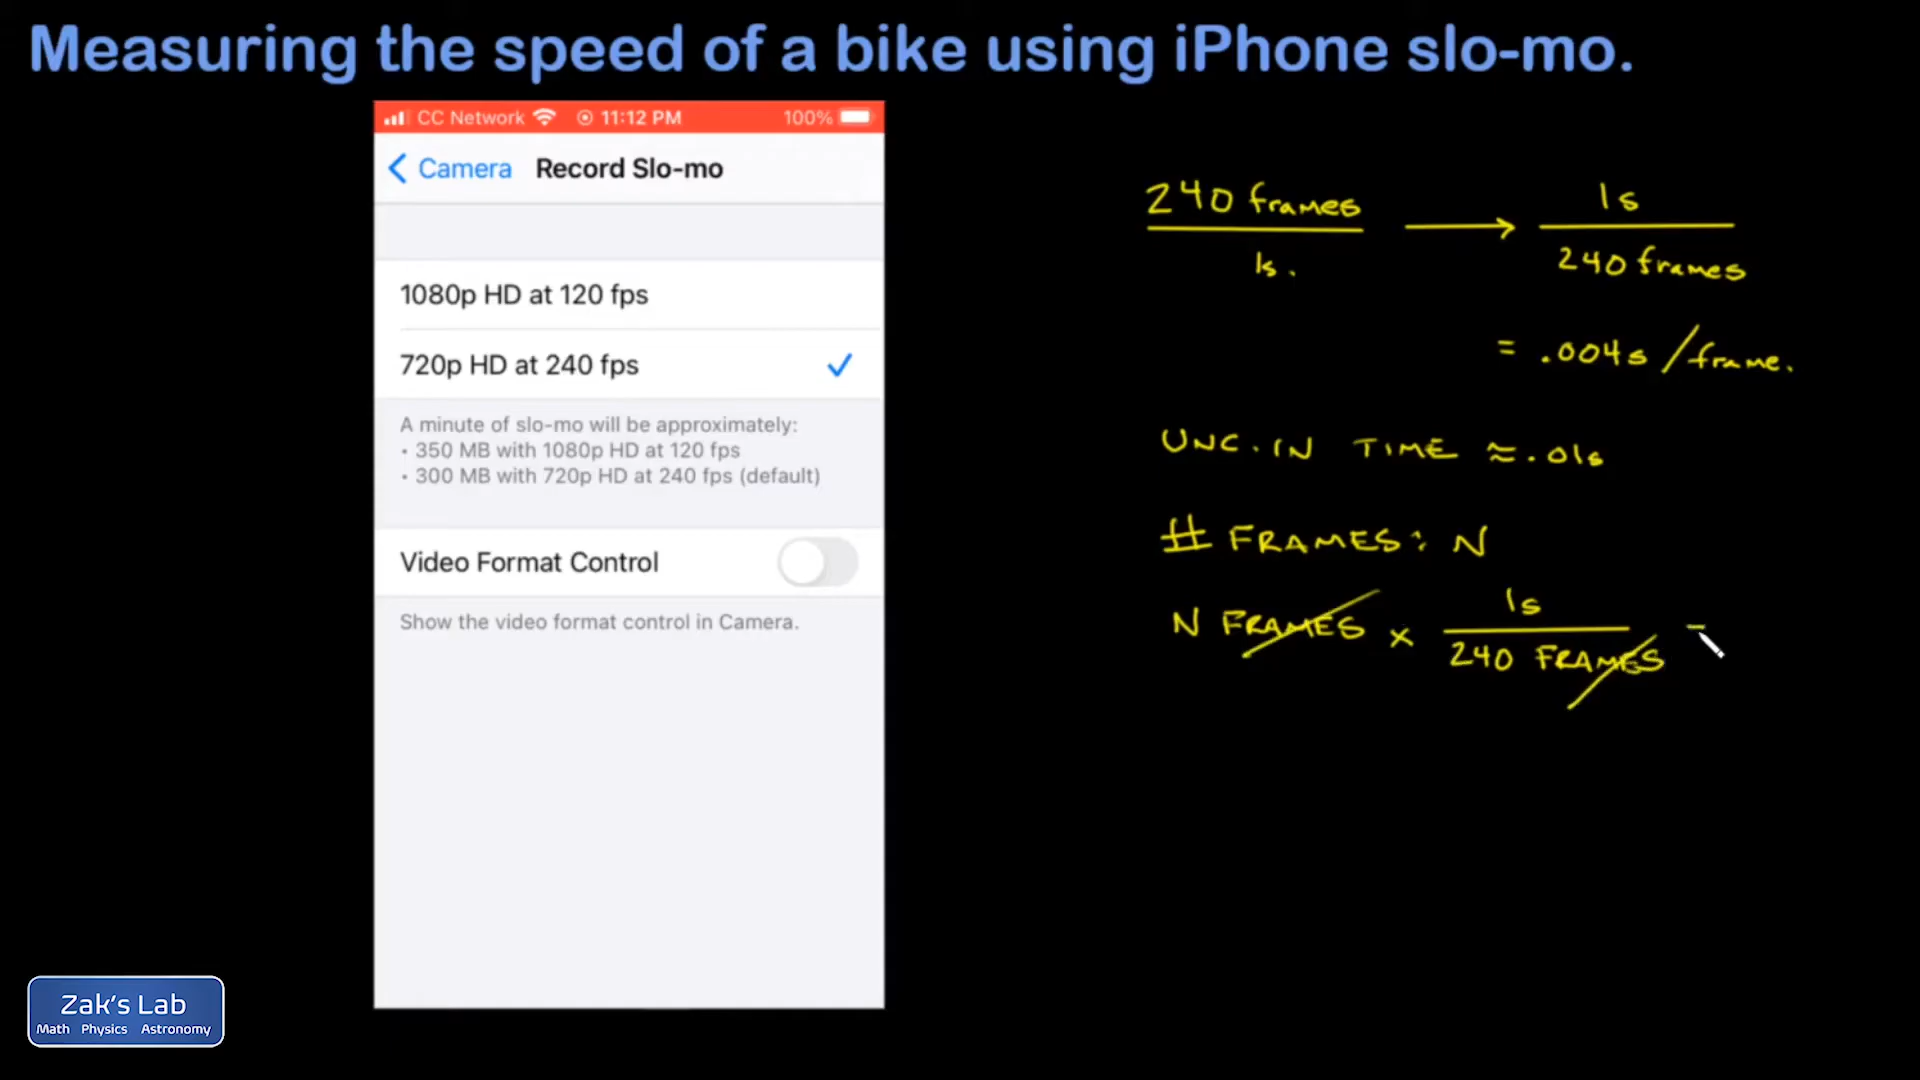 Measuring the speed of a bike using iPhone slo-mo.
CC Network 11:12 PM 100%
Camera Record Slo-mo
1080p HD at 120 fps
720p HD at 240 fps
A minute of slo-mo will be approximately:
• 350 MB with 1080p HD at 120 fps
• 300 MB with 720p HD at 240 fps (default)
Video Format Control
Show the video format control in Camera.
240 frames
1s.
→
1s
240 frames
= .004s/frame.
UNC. IN TIME ≈ .01s
# FRAMES: N
N FRAMES × 1s
240 FRAMES
Zak's Lab
Math Physics Astronomy